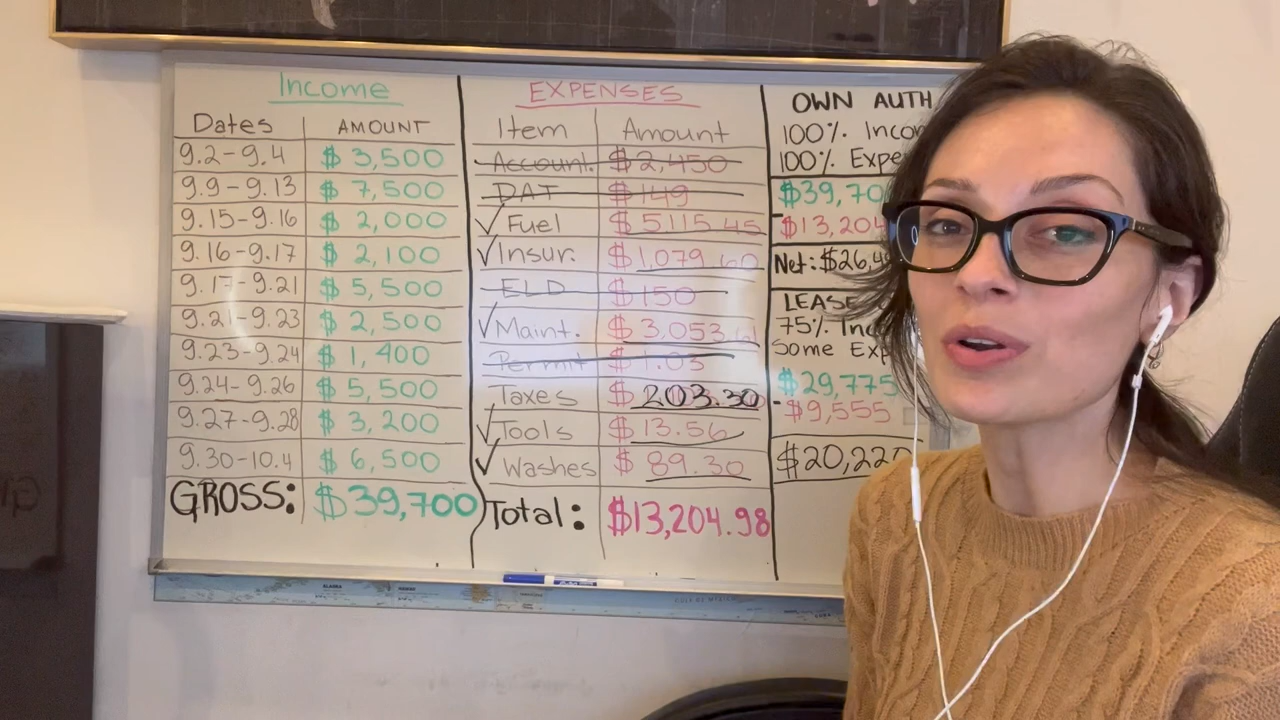 Income
Dates AMOUNT
9.2-9.4 $3,500
9.9-9.13 $7,500
9.15-9.16 $2,000
9.16-9.17 $2,100
9.17-9.21 $5,500
9.21-9.23 $2,500
9.23-9.24 $1,400
9.24-9.26 $5,500
9.27-9.28 $3,200
9.30-10.4 $6,500
GROSS: $39,700
EXPENSES
Item Amount
Account. $2,450
DAT $149
Fuel $5115.45
Insur. $1,079.60
ELD $150
Maint. $3.053
Permit $1.03
Taxes 203.30
Tools $13.56
Washes $89.30
Total: $13,204.98
OWN AUTH
100%. Incom
100%. Expe
$39,70
-$13,204
Net: $26,4
LEASE
75%. Inc
Some Exp
$29,775
-$9,555
$20,220